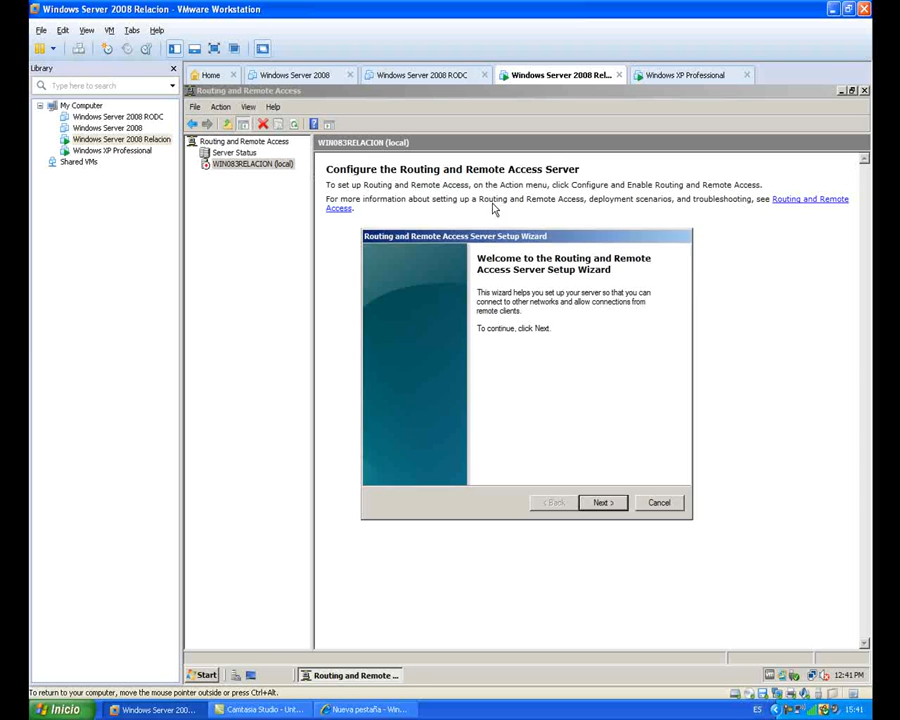 Windows Server 2008 Relacion - VMware Workstation
File Edit View VM Tabs Help
Library
Type here to search
My Computer
Windows Server 2008 RODC
Windows Server 2008
Windows Server 2008 Relacion
Windows XP Professional
Shared VMs
Home
Windows Server 2008
Windows Server 2008 RODC
Windows Server 2008 Rel...
Windows XP Professional
Routing and Remote Access
File Action View Help
Routing and Remote Access
Server Status
WIN083RELACION (local)
WIN083RELACION (local)
Configure the Routing and Remote Access Server
To set up Routing and Remote Access, on the Action menu, click Configure and Enable Routing and Remote Access.
For more information about setting up a Routing and Remote Access, deployment scenarios, and troubleshooting, see Routing and Remote
Access.
Routing and Remote Access Server Setup Wizard
Welcome to the Routing and Remote
Access Server Setup Wizard
This wizard helps you set up your server so that you can
connect to other networks and allow connections from
remote clients.
To continue, click Next.
< Back Next > Cancel
Start
Routing and Remote ...
12:41 PM
To return to your computer, move the mouse pointer outside or press Ctrl+Alt.
Inicio
Windows Server 200...
Camtasia Studio - Unt...
Nueva pestaña - Win...
ES
15:41